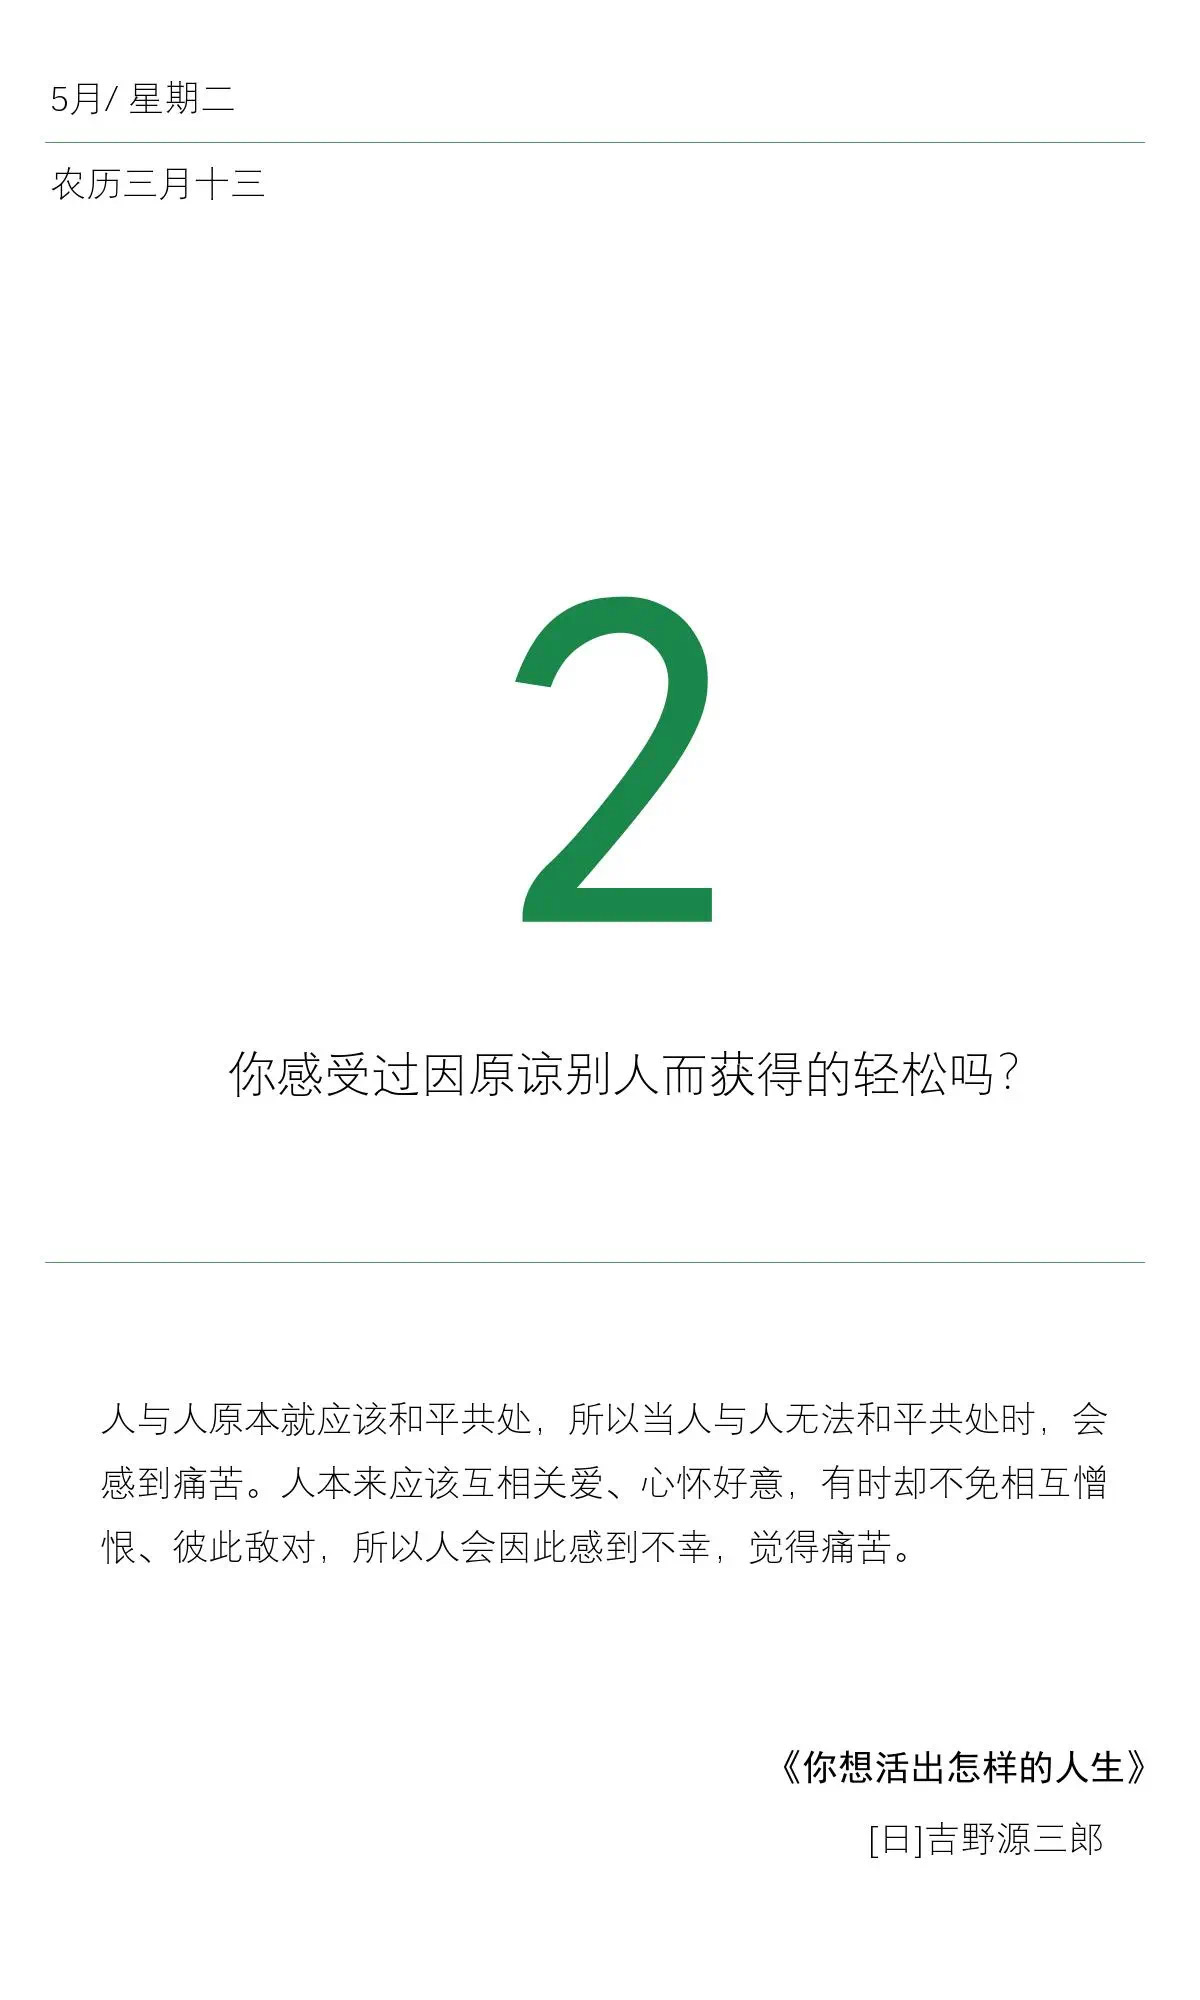 5月/ 星期二
农历三月十三
2
你感受过因原谅别人而获得的轻松吗?
人与人原本就应该和平共处，所以当人与人无法和平共处时，会
感到痛苦。人本来应该互相关爱、心怀好意，有时却不免相互憎
恨、彼此敌对，所以人会因此感到不幸，觉得痛苦。
《你想活出怎样的人生》
[日]吉野源三郎